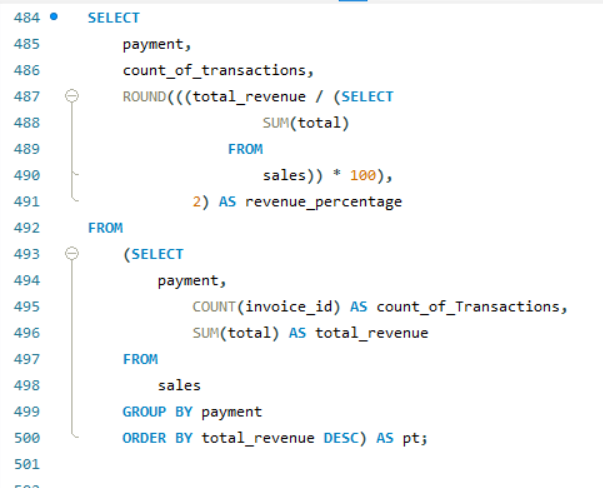 484 SELECT
485 payment,
486 count_of_transactions,
487 ROUND(((total_revenue / (SELECT
488 SUM(total)
489 FROM
490 sales)) * 100),
491 2) AS revenue_percentage
492 FROM
493 (SELECT
494 payment,
495 COUNT(invoice_id) AS count_of_Transactions,
496 SUM(total) AS total_revenue
497 FROM
498 sales
499 GROUP BY payment
500 ORDER BY total_revenue DESC) AS pt;
501